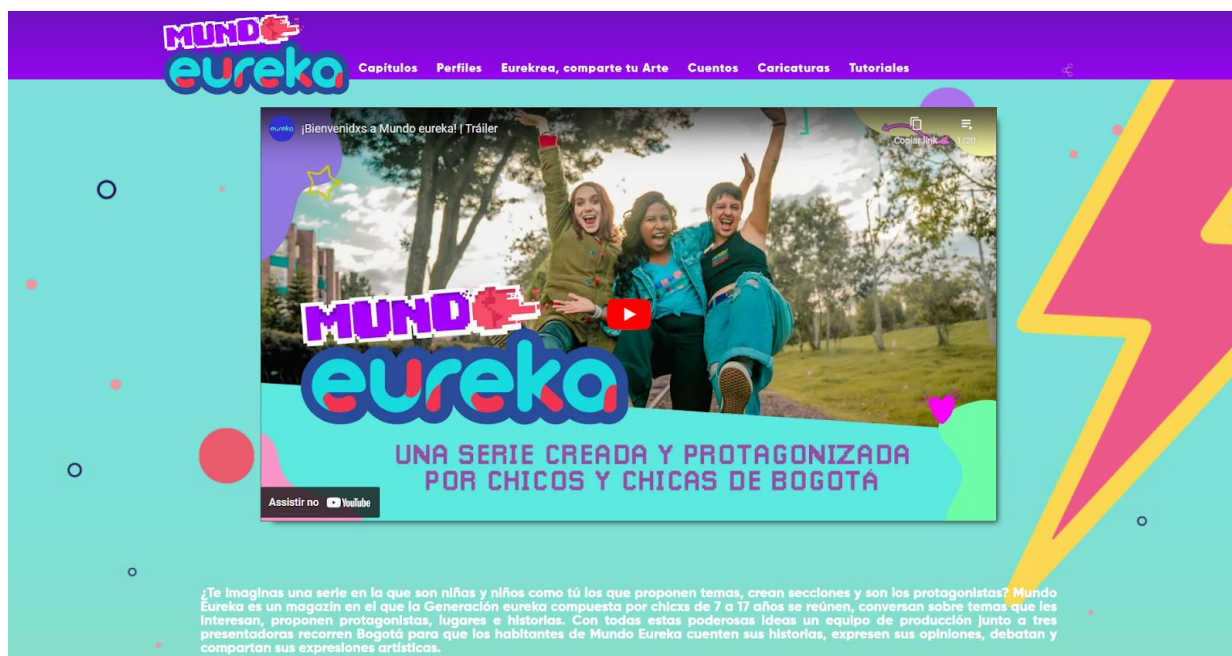 MUNDO
eureka
Capítulos Perfiles Eurekrea, comparte tu Arte Cuentos Caricaturas Tutoriales
eureka ¡Bienvenidxs a Mundo eureka! | Tráiler
Copiar link 1/20
MUNDO
eureka
UNA SERIE CREADA Y PROTAGONIZADA
POR CHICOS Y CHICAS DE BOGOTÁ
Assistir no YouTube
¿Te imaginas una serie en la que son niñas y niños como tú los que proponen temas, crean secciones y son los protagonistas? Mundo
Eureka es un magazín en el que la Generación eureka compuesta por chicxs de 7 a 17 años se reúnen, conversan sobre temas que les
interesan, proponen protagonistas, lugares e historias. Con todas estas poderosas ideas un equipo de producción junto a tres
presentadoras recorren Bogotá para que los habitantes de Mundo Eureka cuenten sus historias, expresen sus opiniones, debatan y
compartan sus expresiones artísticas.